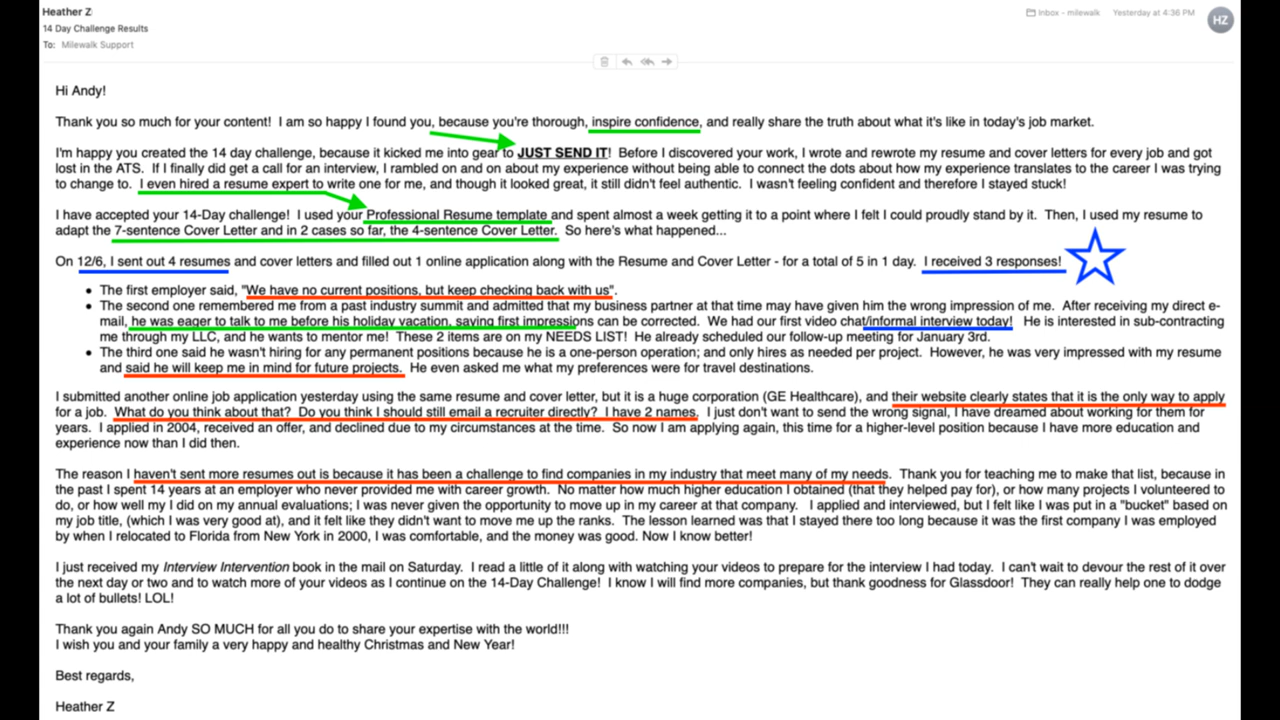 Heather Z
Inbox - milewalk
Yesterday at 4:36 PM
HZ
14 Day Challenge Results
To: Milewalk Support
Hi Andy!
Thank you so much for your content! I am so happy I found you, because you're thorough, inspire confidence, and really share the truth about what it's like in today's job market.
I'm happy you created the 14 day challenge, because it kicked me into gear to JUST SEND IT! Before I discovered your work, I wrote and rewrote my resume and cover letters for every job and got
lost in the ATS. If I finally did get a call for an interview, I rambled on and on about my experience without being able to connect the dots about how my experience translates to the career I was trying
to change to. I even hired a resume expert to write one for me, and though it looked great, it still didn't feel authentic. I wasn't feeling confident and therefore I stayed stuck!
I have accepted your 14-Day challenge! I used your Professional Resume template and spent almost a week getting it to a point where I felt I could proudly stand by it. Then, I used my resume to
adapt the 7-sentence Cover Letter and in 2 cases so far, the 4-sentence Cover Letter. So here's what happened...
On 12/6, I sent out 4 resumes and cover letters and filled out 1 online application along with the Resume and Cover Letter - for a total of 5 in 1 day. I received 3 responses!
• The first employer said, "We have no current positions, but keep checking back with us".
• The second one remembered me from a past industry summit and admitted that my business partner at that time may have given him the wrong impression of me. After receiving my direct e-
mail, he was eager to talk to me before his holiday vacation, saying first impressions can be corrected. We had our first video chat/informal interview today! He is interested in sub-contracting
me through my LLC, and he wants to mentor me! These 2 items are on my NEEDS LIST! He already scheduled our follow-up meeting for January 3rd.
• The third one said he wasn't hiring for any permanent positions because he is a one-person operation; and only hires as needed per project. However, he was very impressed with my resume
and said he will keep me in mind for future projects. He even asked me what my preferences were for travel destinations.
I submitted another online job application yesterday using the same resume and cover letter, but it is a huge corporation (GE Healthcare), and their website clearly states that it is the only way to apply
for a job. What do you think about that? Do you think I should still email a recruiter directly? I have 2 names. I just don't want to send the wrong signal, I have dreamed about working for them for
years. I applied in 2004, received an offer, and declined due to my circumstances at the time. So now I am applying again, this time for a higher-level position because I have more education and
experience now than I did then.
The reason I haven't sent more resumes out is because it has been a challenge to find companies in my industry that meet many of my needs. Thank you for teaching me to make that list, because in
the past I spent 14 years at an employer who never provided me with career growth. No matter how much higher education I obtained (that they helped pay for), or how many projects I volunteered to
do, or how well my I did on my annual evaluations; I was never given the opportunity to move up in my career at that company. I applied and interviewed, but I felt like I was put in a "bucket" based on
my job title, (which I was very good at), and it felt like they didn't want to move me up the ranks. The lesson learned was that I stayed there too long because it was the first company I was employed
by when I relocated to Florida from New York in 2000, I was comfortable, and the money was good. Now I know better!
I just received my Interview Intervention book in the mail on Saturday. I read a little of it along with watching your videos to prepare for the interview I had today. I can't wait to devour the rest of it over
the next day or two and to watch more of your videos as I continue on the 14-Day Challenge! I know I will find more companies, but thank goodness for Glassdoor! They can really help one to dodge
a lot of bullets! LOL!
Thank you again Andy SO MUCH for all you do to share your expertise with the world!!!
I wish you and your family a very happy and healthy Christmas and New Year!
Best regards,
Heather Z